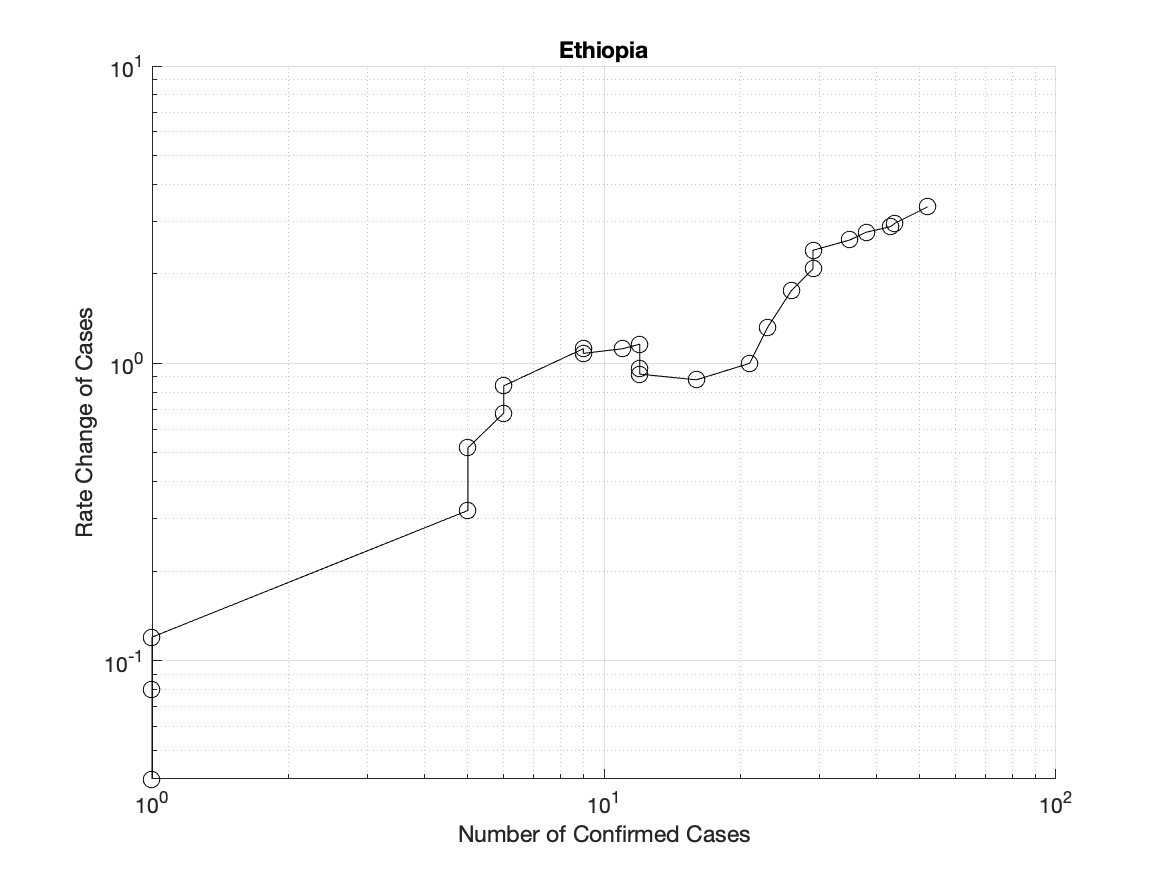 Ethiopia
10^1
10^0
10^-1
Rate Change of Cases
10^0
10^1
10^2
Number of Confirmed Cases